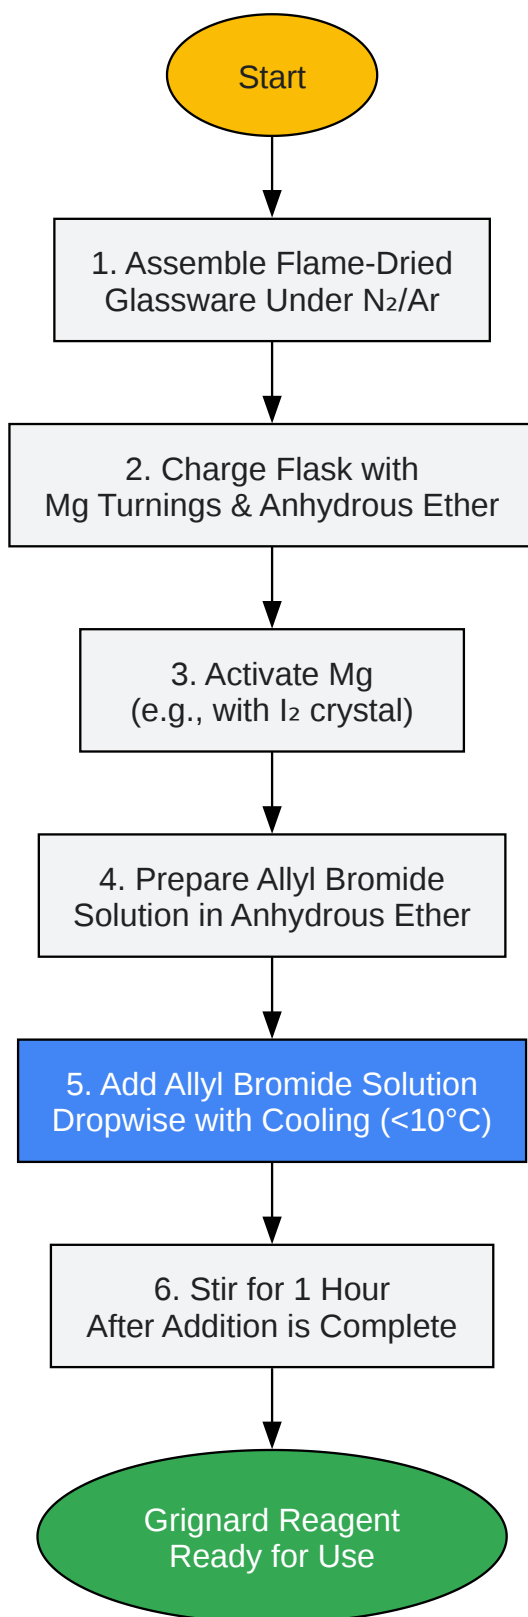 Start
1. Assemble Flame-Dried
Glassware Under N₂/Ar
2. Charge Flask with
Mg Turnings & Anhydrous Ether
3. Activate Mg
(e.g., with I₂ crystal)
4. Prepare Allyl Bromide
Solution in Anhydrous Ether
5. Add Allyl Bromide Solution
Dropwise with Cooling (<10°C)
6. Stir for 1 Hour
After Addition is Complete
Grignard Reagent
Ready for Use